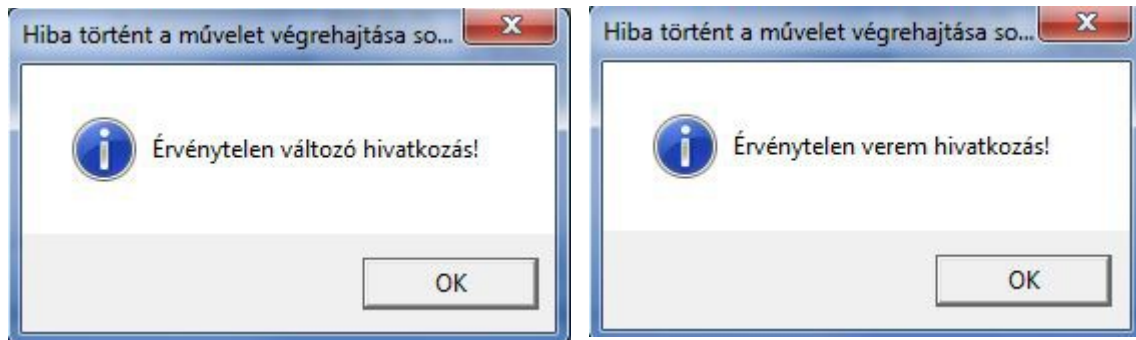 Hiba történt a művelet végrehajtása so...
Érvénytelen változó hivatkozás!
OK
Hiba történt a művelet végrehajtása so...
Érvénytelen verem hivatkozás!
OK